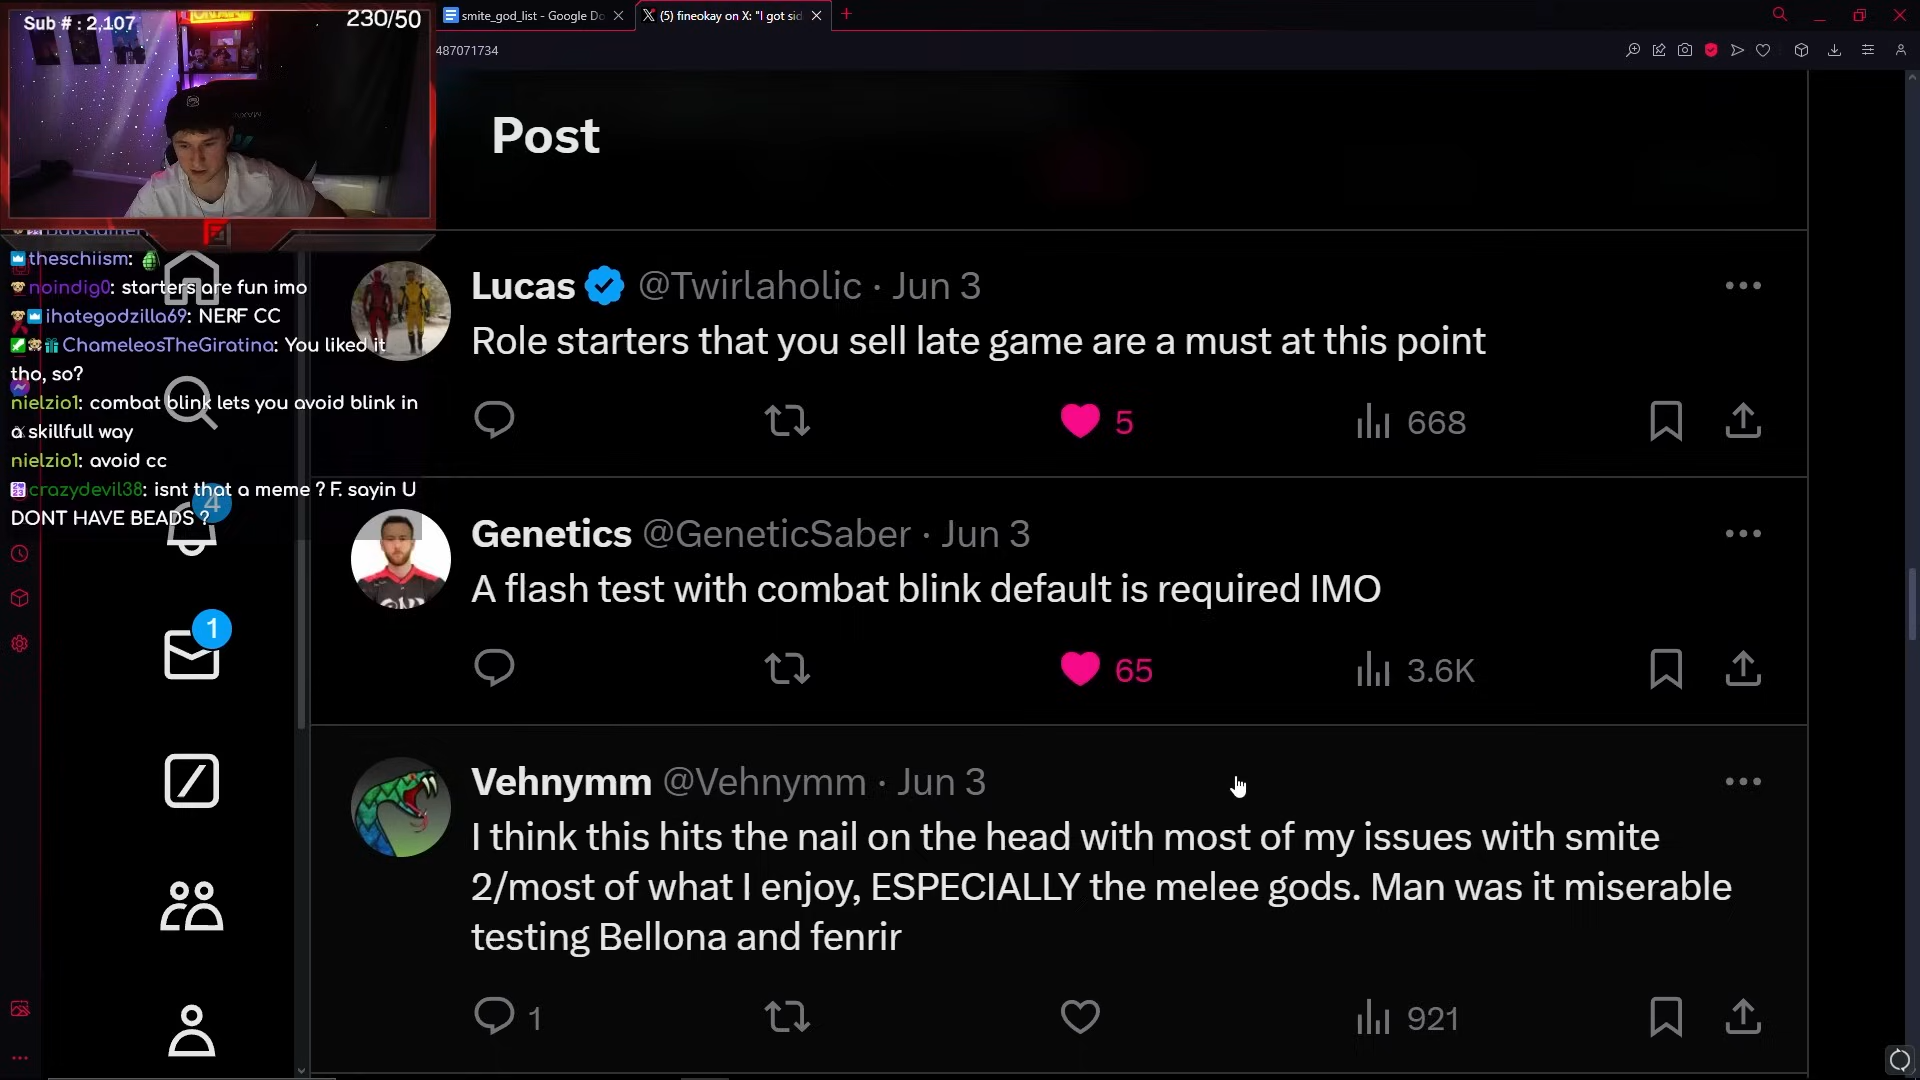 Sub # : 2,107
230/50
smite_god_list - Google Do
(5) fineokay on X: "I got sid
487071734
Post
theschiism:
noindig0: starters are fun imo
ihategodzilla69: NERF CC
ChameleosTheGiratina: You liked it
tho, so?
nielzio1: combat blink lets you avoid blink in
a skillfull way
nielzio1: avoid cc
crazydevil38: isnt that a meme ? F. sayin U
DONT HAVE BEADS ?
4
1
Lucas @Twirlaholic · Jun 3
Role starters that you sell late game are a must at this point
5
668
Genetics @GeneticSaber · Jun 3
A flash test with combat blink default is required IMO
65
3.6K
Vehnymm @Vehnymm · Jun 3
I think this hits the nail on the head with most of my issues with smite
2/most of what I enjoy, ESPECIALLY the melee gods. Man was it miserable
testing Bellona and fenrir
1
921